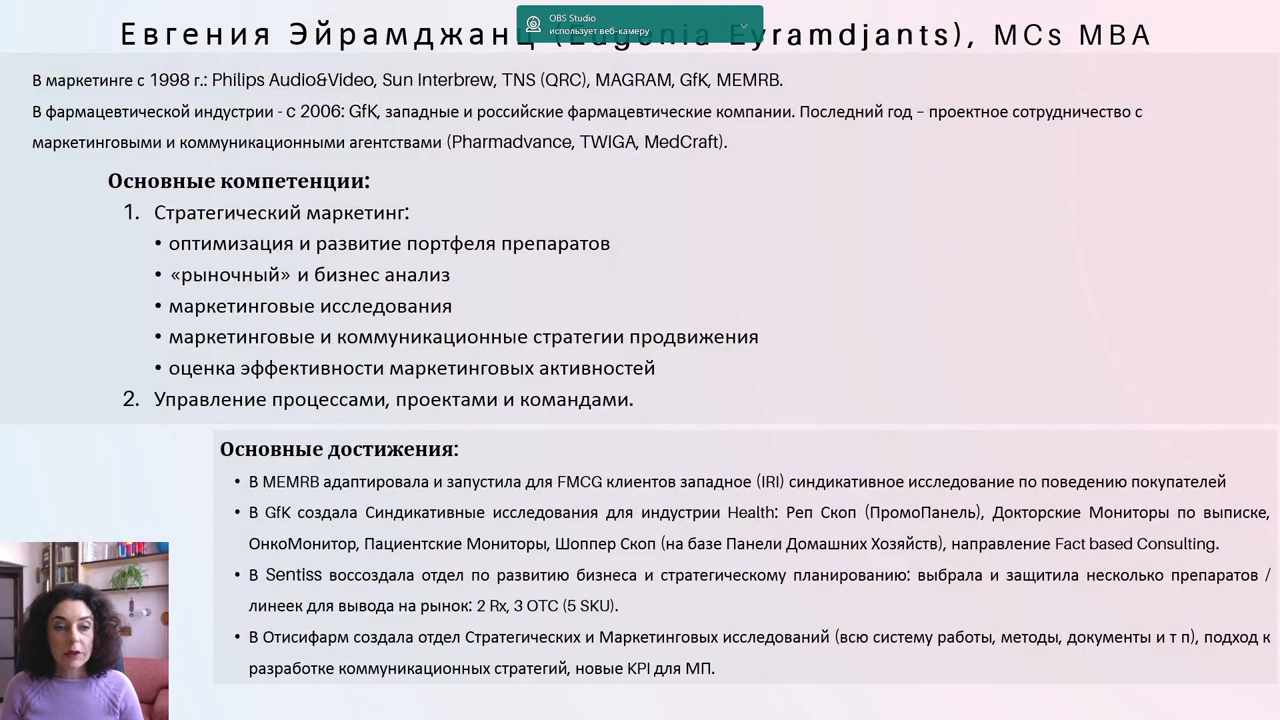 Евгения Эйрамджанц (Eugenia Eyramdjants), MCs MBA
OBS Studio
использует веб-камеру
В маркетинге с 1998 г.: Philips Audio&Video, Sun Interbrew, TNS (QRC), MAGRAM, GfK, MEMRB.
В фармацевтической индустрии - с 2006: GfK, западные и российские фармацевтические компании. Последний год – проектное сотрудничество с
маркетинговыми и коммуникационными агентствами (Pharmadvance, TWIGA, MedCraft).
Основные компетенции:
1. Стратегический маркетинг:
• оптимизация и развитие портфеля препаратов
• «рыночный» и бизнес анализ
• маркетинговые исследования
• маркетинговые и коммуникационные стратегии продвижения
• оценка эффективности маркетинговых активностей
2. Управление процессами, проектами и командами.
Основные достижения:
• В MEMRB адаптировала и запустила для FMCG клиентов западное (IRI) синдикативное исследование по поведению покупателей
• В GfK создала Синдикативные исследования для индустрии Health: Реп Скоп (ПромоПанель), Докторские Мониторы по выписке,
ОнкоМонитор, Пациентские Мониторы, Шоппер Скоп (на базе Панели Домашних Хозяйств), направление Fact based Consulting.
• В Sentiss воссоздала отдел по развитию бизнеса и стратегическому планированию: выбрала и защитила несколько препаратов /
линеек для вывода на рынок: 2 Rx, 3 OTC (5 SKU).
• В Отисифарм создала отдел Стратегических и Маркетинговых исследований (всю систему работы, методы, документы и т п), подход к
разработке коммуникационных стратегий, новые KPI для МП.